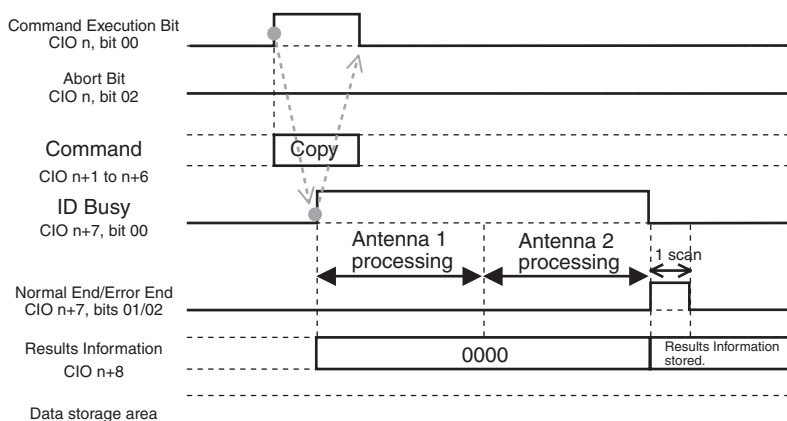 Command Execution Bit
CIO n, bit 00
Abort Bit
CIO n, bit 02
Command
CIO n+1 to n+6
Copy
ID Busy
CIO n+7, bit 00
Antenna 1
processing
Antenna 2
processing
1 scan
Normal End/Error End
CIO n+7, bits 01/02
Results Information
CIO n+8
0000
Results Information
stored.
Data storage area